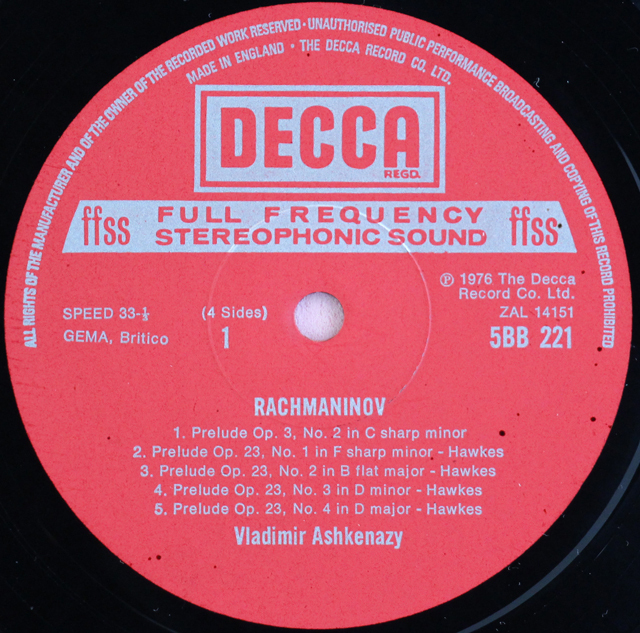 ALL RIGHTS OF THE MANUFACTURER AND OF THE OWNER OF THE RECORDED WORK RESERVED · UNAUTHORISED PUBLIC PERFORMANCE BROADCASTING AND COPYING OF THIS RECORD PROHIBITED
MADE IN ENGLAND • THE DECCA RECORD CO. LTD.
DECCA
REGD.
ffss FULL FREQUENCY STEREOPHONIC SOUND ffss
℗ 1976 The Decca
Record Co. Ltd.
SPEED 33-⅓ (4 Sides) ZAL 14151
GEMA, Britico 1 5BB 221
RACHMANINOV
1. Prelude Op. 3, No. 2 in C sharp minor
2. Prelude Op. 23, No. 1 in F sharp minor - Hawkes
3. Prelude Op. 23, No. 2 in B flat major - Hawkes
4. Prelude Op. 23, No. 3 in D minor - Hawkes
5. Prelude Op. 23, No. 4 in D major - Hawkes
Vladimir Ashkenazy